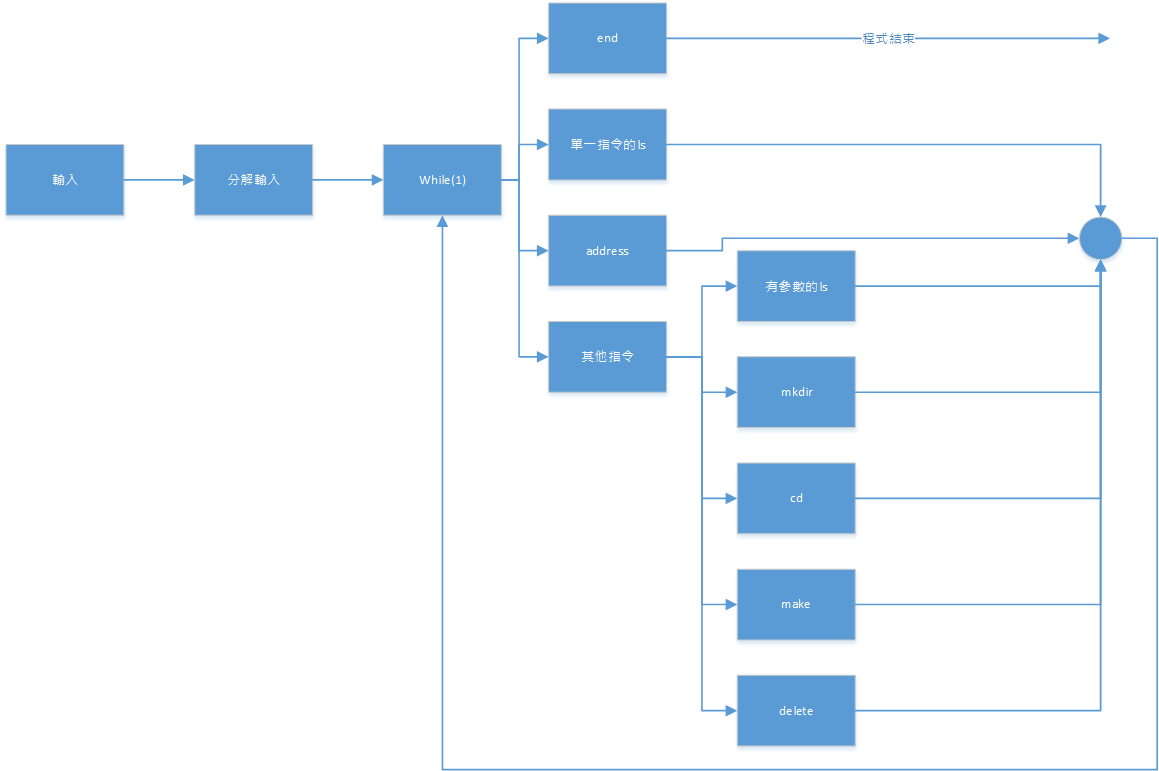 end
程式結束
單一指令的ls
輸入
分解輸入
While(1)
address
有參數的ls
其他指令
mkdir
cd
make
delete